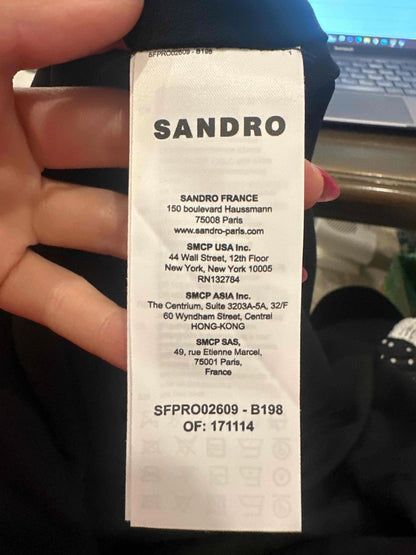 SFPRO02609 - B198
SANDRO
SANDRO FRANCE
150 boulevard Haussmann
75008 Paris
www.sandro-paris.com
SMCP USA Inc.
44 Wall Street, 12th Floor
New York, New York 10005
RN132784
SMCP ASIA Inc.
The Centrium, Suite 3203A-5A, 32/F
60 Wyndham Street, Central
HONG-KONG
SMCP SAS,
49, rue Etienne Marcel,
75001 Paris,
France
SFPRO02609 - B198
OF: 171114